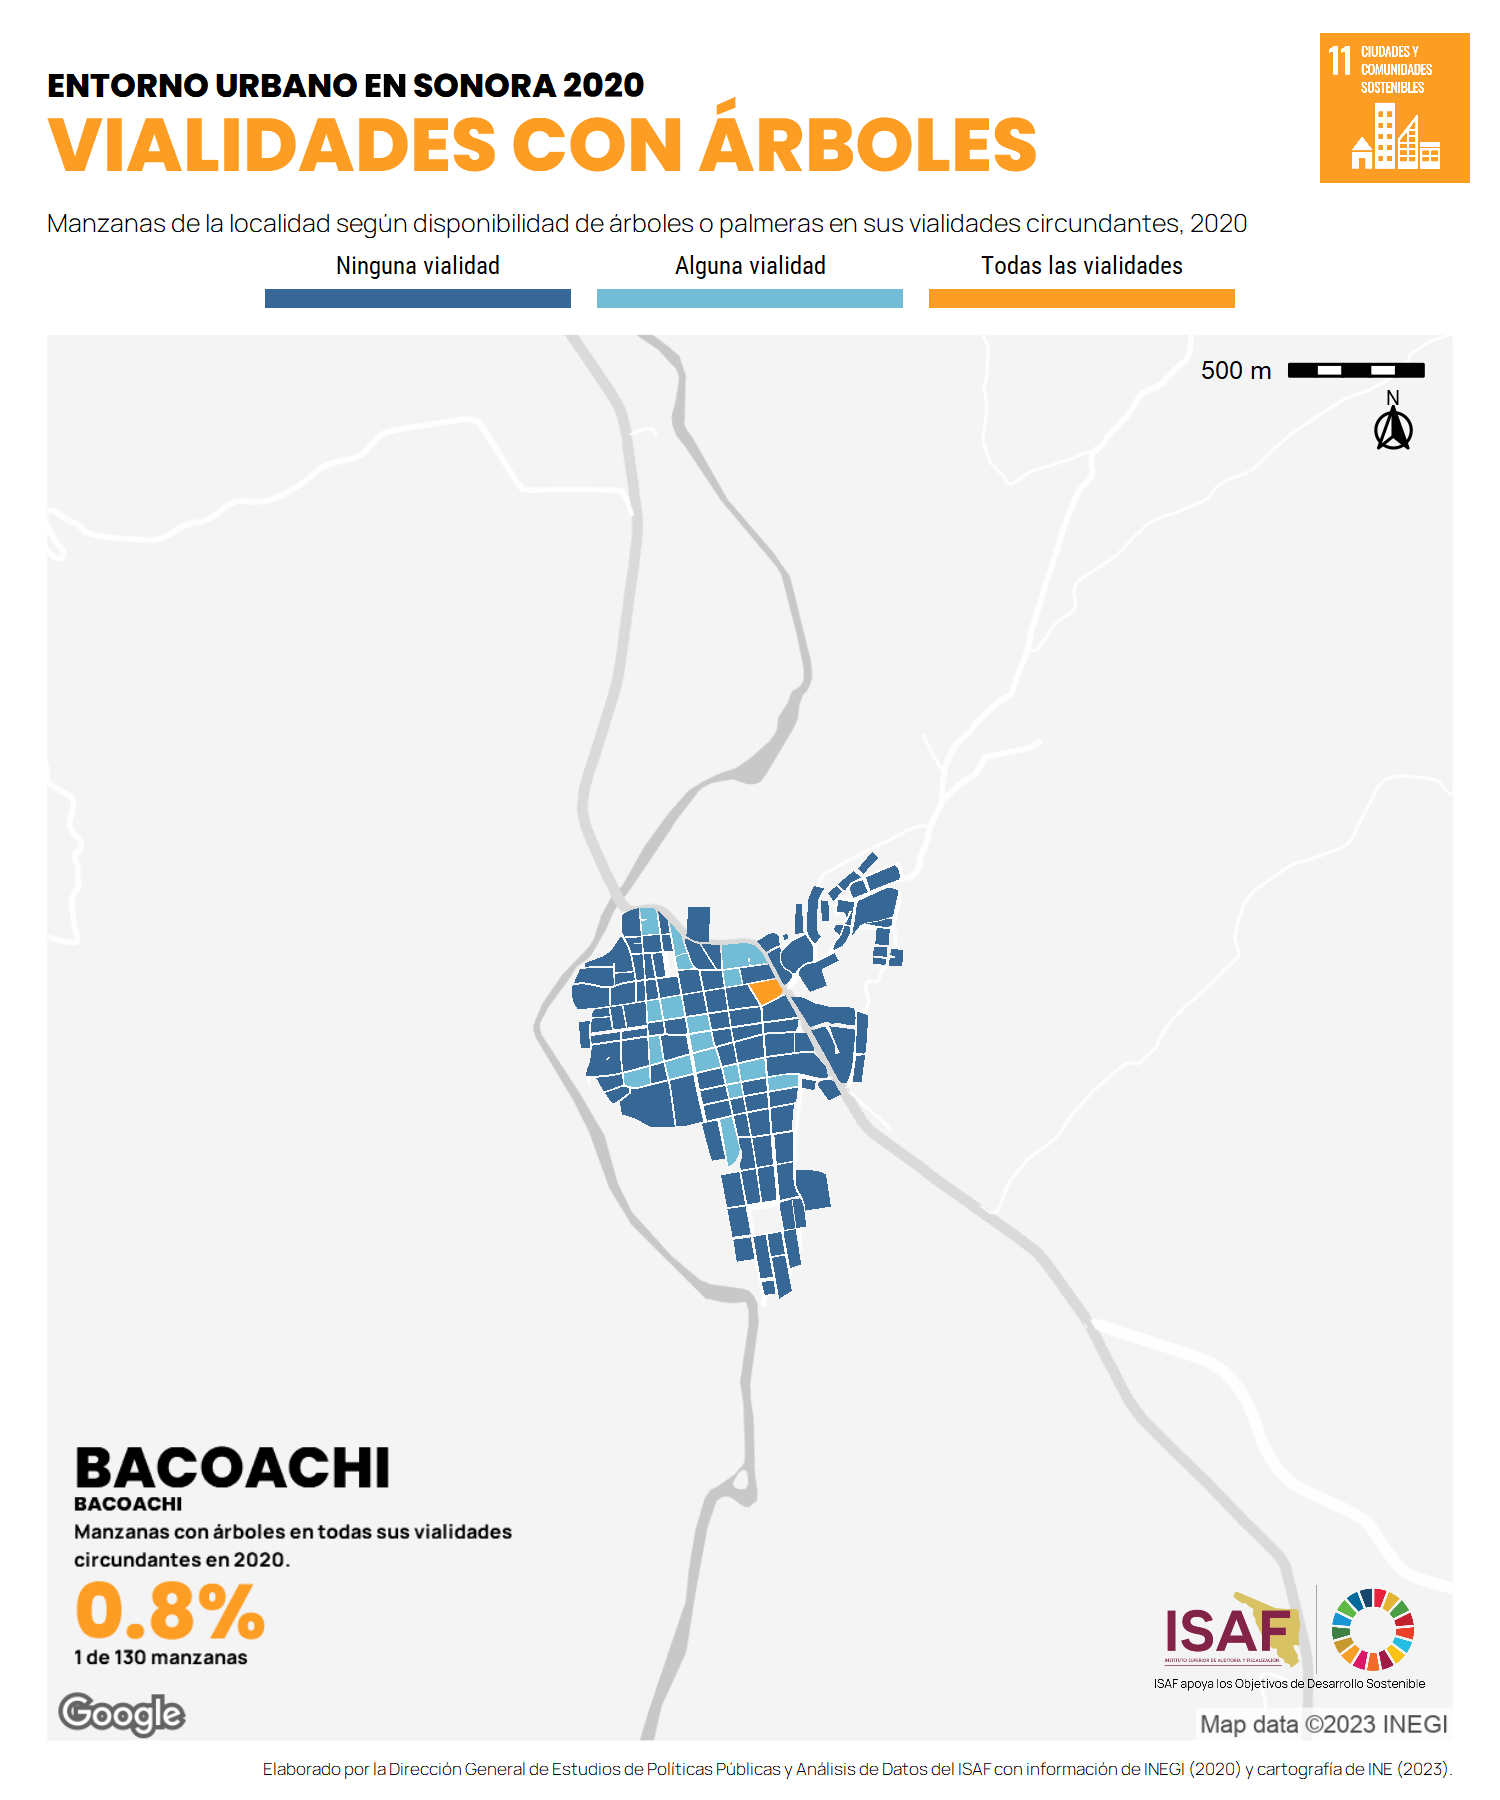 ENTORNO URBANO EN SONORA 2020
VIALIDADES CON ÁRBOLES
11 CIUDADES Y
COMUNIDADES
SOSTENIBLES
Manzanas de la localidad según disponibilidad de árboles o palmeras en sus vialidades circundantes, 2020
Ninguna vialidad
Alguna vialidad
Todas las vialidades
500 m
N
BACOACHI
BACOACHI
Manzanas con árboles en todas sus vialidades
circundantes en 2020.
0.8%
1 de 130 manzanas
ISAF
INSTITUTO SUPERIOR DE AUDITORÍA Y FISCALIZACIÓN
ISAF apoya los Objetivos de Desarrollo Sostenible
Google
Map data ©2023 INEGI
Elaborado por la Dirección General de Estudios de Políticas Públicas y Análisis de Datos del ISAF con información de INEGI (2020) y cartografía de INE (2023).